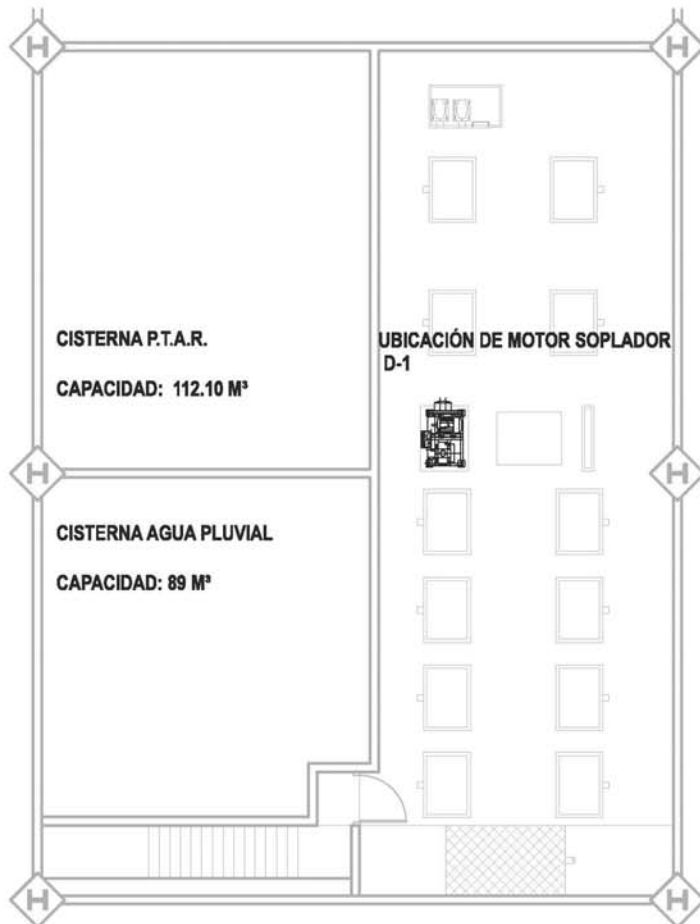 H
H
CISTERNA P.T.A.R.
CAPACIDAD: 112.10 M³
UBICACIÓN DE MOTOR SOPLADOR
D-1
H
H
CISTERNA AGUA PLUVIAL
CAPACIDAD: 89 M³
H
H